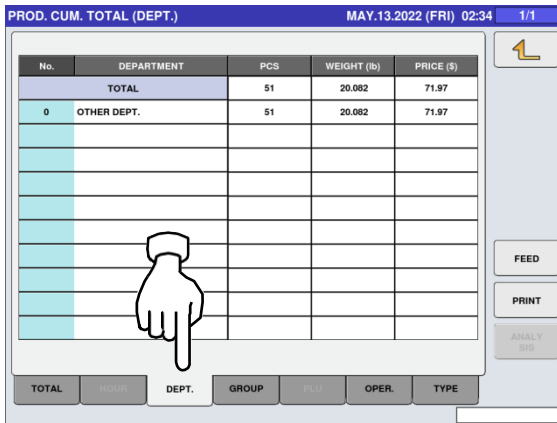 PROD. CUM. TOTAL (DEPT.) MAY.13.2022 (FRI) 02:34 1/1
No. DEPARTMENT PCS WEIGHT (lb) PRICE ($)
TOTAL 51 20.082 71.97
0 OTHER DEPT. 51 20.082 71.97
FEED
PRINT
ANALY
SIS
TOTAL HOUR DEPT. GROUP PLU OPER. TYPE